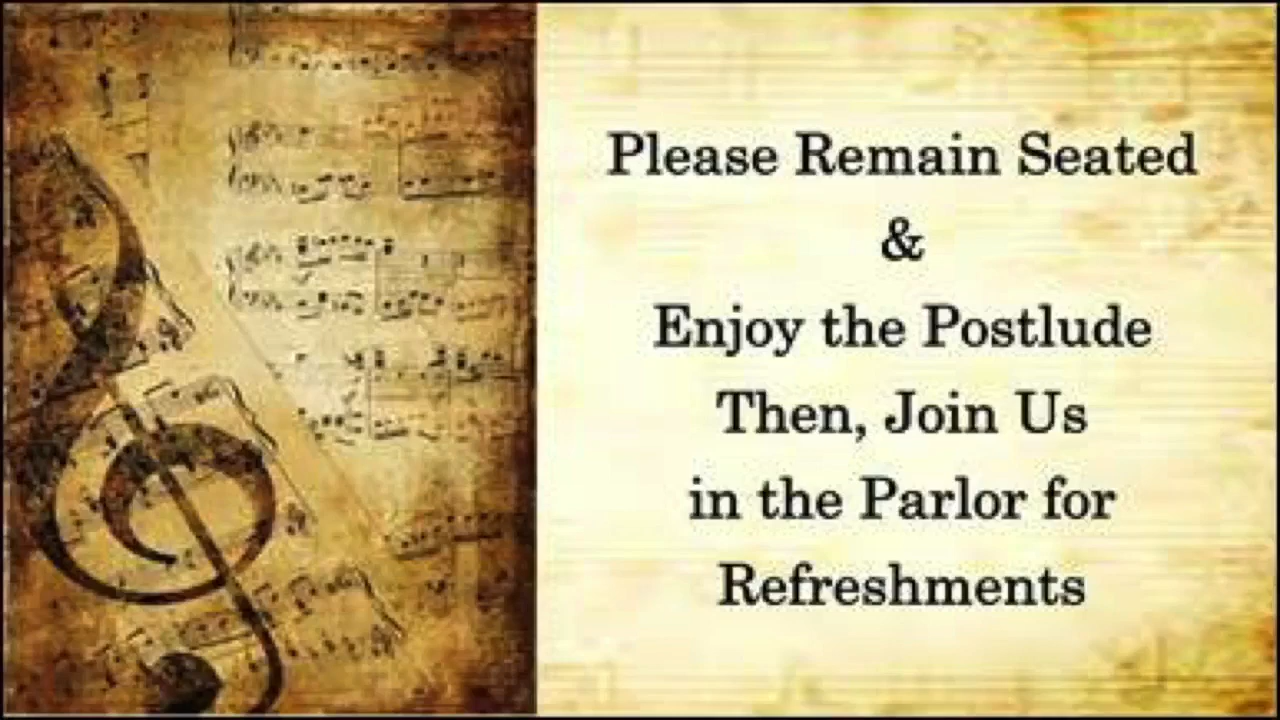 Please Remain Seated
&
Enjoy the Postlude
Then, Join Us
in the Parlor for
Refreshments